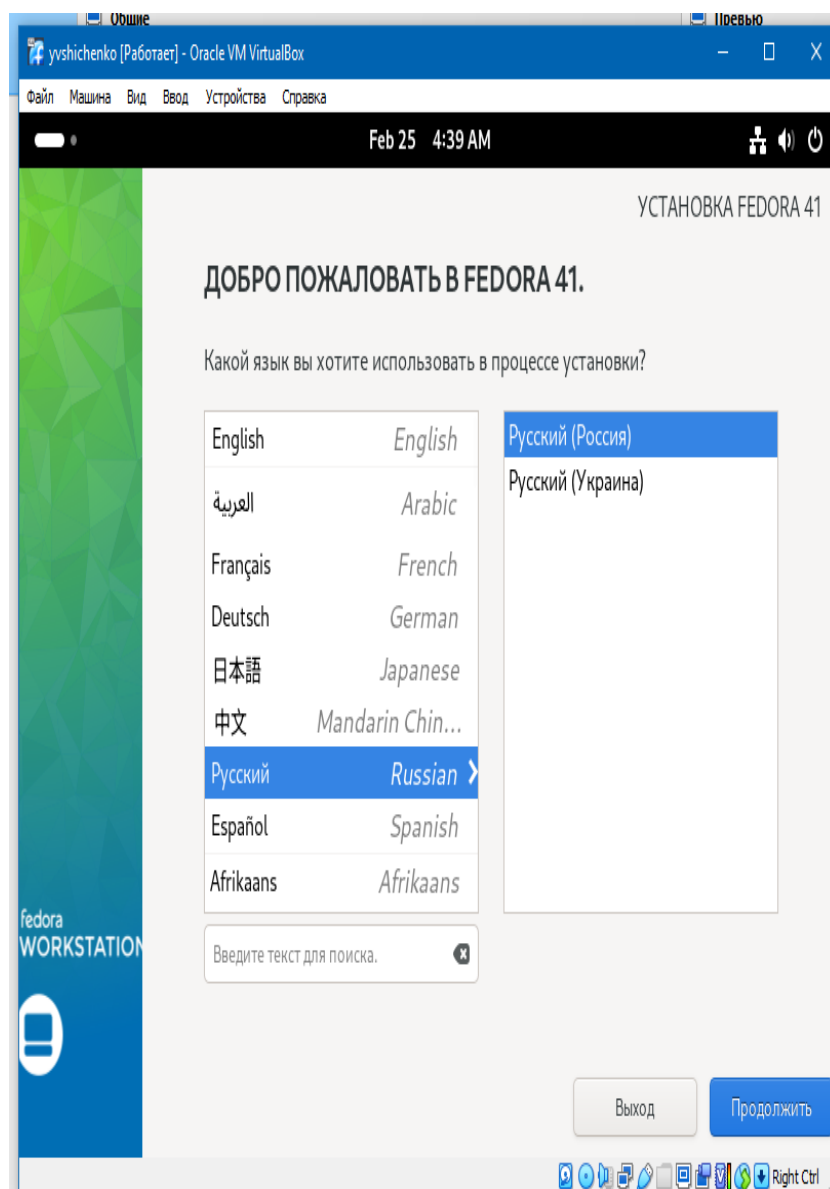 Общие
Превью
yvshichenko [Работает] - Oracle VM VirtualBox
Файл Машина Вид Ввод Устройства Справка
Feb 25 4:39 AM
УСТАНОВКА FEDORA 41
ДОБРО ПОЖАЛОВАТЬ В FEDORA 41.
Какой язык вы хотите использовать в процессе установки?
English English
العربية Arabic
Français French
Deutsch German
日本語 Japanese
中文 Mandarin Chin...
Русский Russian
Español Spanish
Afrikaans Afrikaans
Русский (Россия)
Русский (Украина)
Введите текст для поиска.
fedora
WORKSTATION
Выход
Продолжить
Right Ctrl